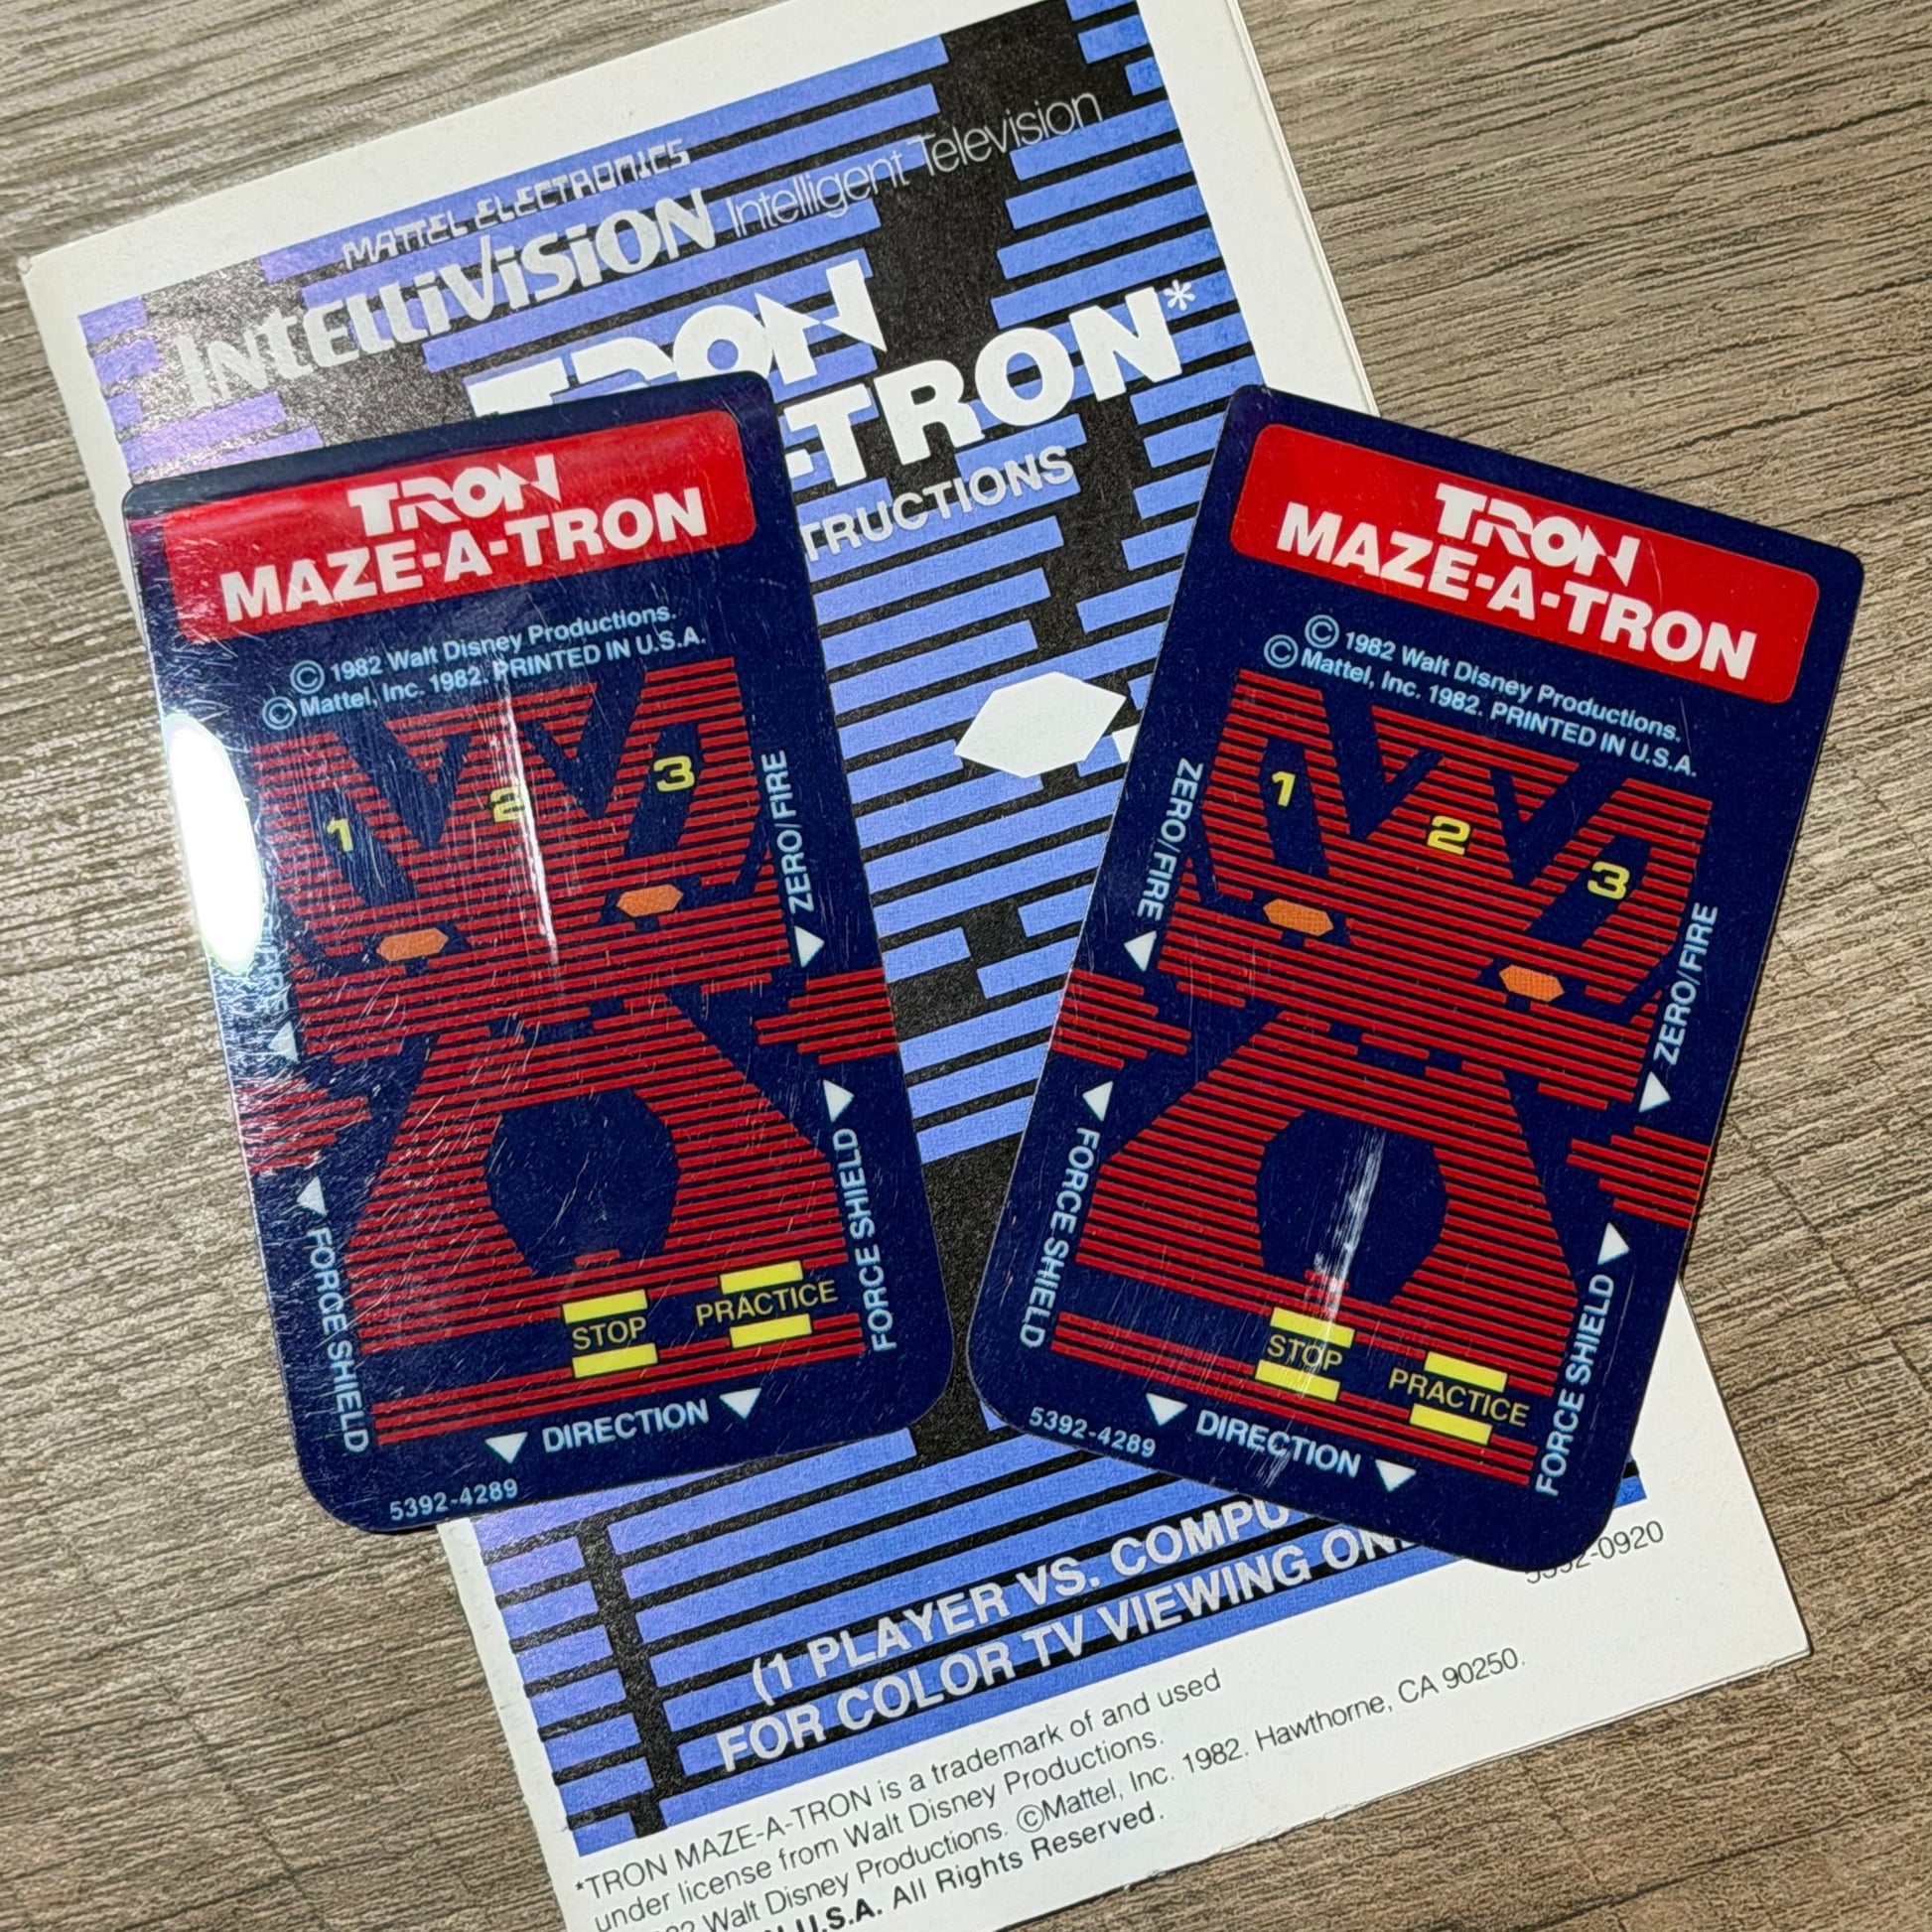 MATTEL ELECTRONICS
INTELLIVISION Intelligent Television
TRON
-TRON*
TRUCTIONS
TRON
MAZE-A-TRON
© 1982 Walt Disney Productions.
© Mattel, Inc. 1982. PRINTED IN U.S.A.
1 2 3
ZERO/FIRE
FORCE SHIELD
FORCE SHIELD
STOP
PRACTICE
DIRECTION
5392-4289
TRON
MAZE-A-TRON
© 1982 Walt Disney Productions.
© Mattel, Inc. 1982. PRINTED IN U.S.A.
1 2 3
ZERO/FIRE
ZERO/FIRE
FORCE SHIELD
FORCE SHIELD
STOP
PRACTICE
DIRECTION
5392-4289
(1 PLAYER VS. COMPU
FOR COLOR TV VIEWING
-0920
*TRON MAZE-A-TRON is a trademark of and used
under license from Walt Disney Productions.
Walt Disney Productions. ©Mattel, Inc. 1982. Hawthorne, CA 90250.
U.S.A. All Rights Reserved.